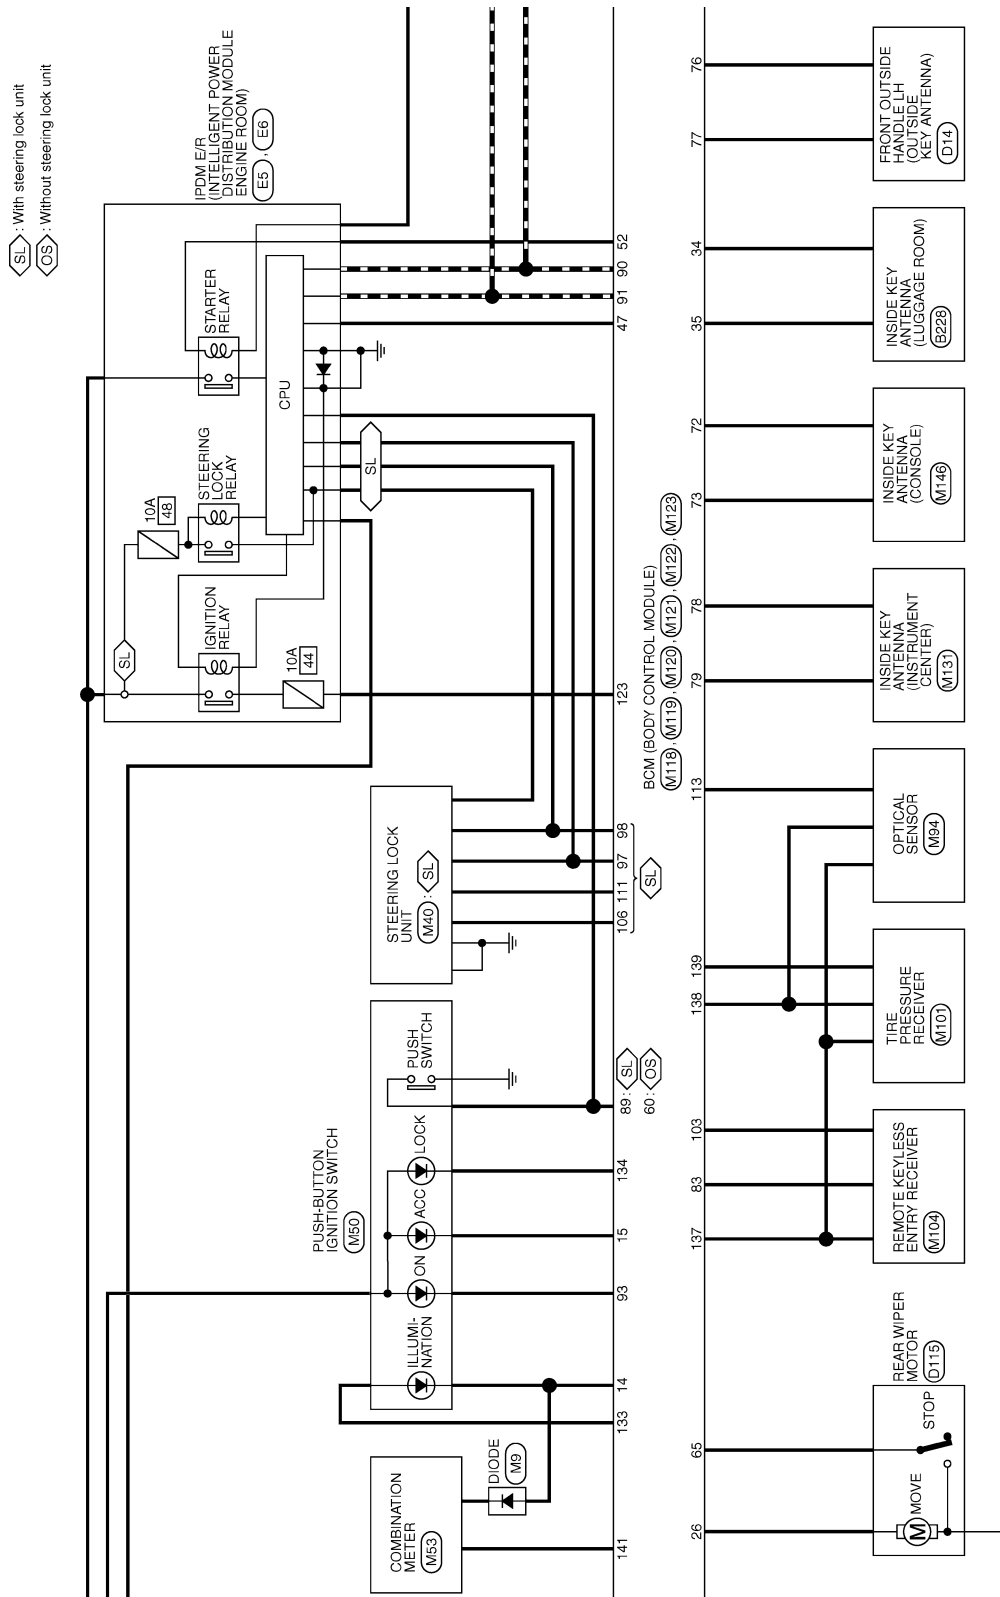 SL : With steering lock unit
OS : Without steering lock unit
IPDM E/R
(INTELLIGENT POWER
DISTRIBUTION MODULE
ENGINE ROOM)
E5 , E6
STARTER
RELAY
CPU
STEERING
LOCK
RELAY
10A
48
SL
IGNITION
RELAY
10A
44
SL
52
90
91
47
123
98
97
111
106
SL
STEERING LOCK
UNIT
M40 : SL
PUSH-BUTTON
IGNITION SWITCH
M50
PUSH
SWITCH
LOCK
ACC
ON
ILLUMI-
NATION
89 : SL
60 : OS
134
15
93
14
133
141
COMBINATION
METER
M53
DIODE
M9
BCM (BODY CONTROL MODULE)
M118 , M119 , M120 , M121 , M122 , M123
76
77
FRONT OUTSIDE
HANDLE LH
(OUTSIDE
KEY ANTENNA)
D14
34
35
INSIDE KEY
ANTENNA
(LUGGAGE ROOM)
B228
72
73
INSIDE KEY
ANTENNA
(CONSOLE)
M146
78
79
INSIDE KEY
ANTENNA
(INSTRUMENT
CENTER)
M131
113
OPTICAL
SENSOR
M94
139
138
TIRE
PRESSURE
RECEIVER
M101
103
83
137
REMOTE KEYLESS
ENTRY RECEIVER
M104
65
26
REAR WIPER
MOTOR
D115
STOP
MOVE
M